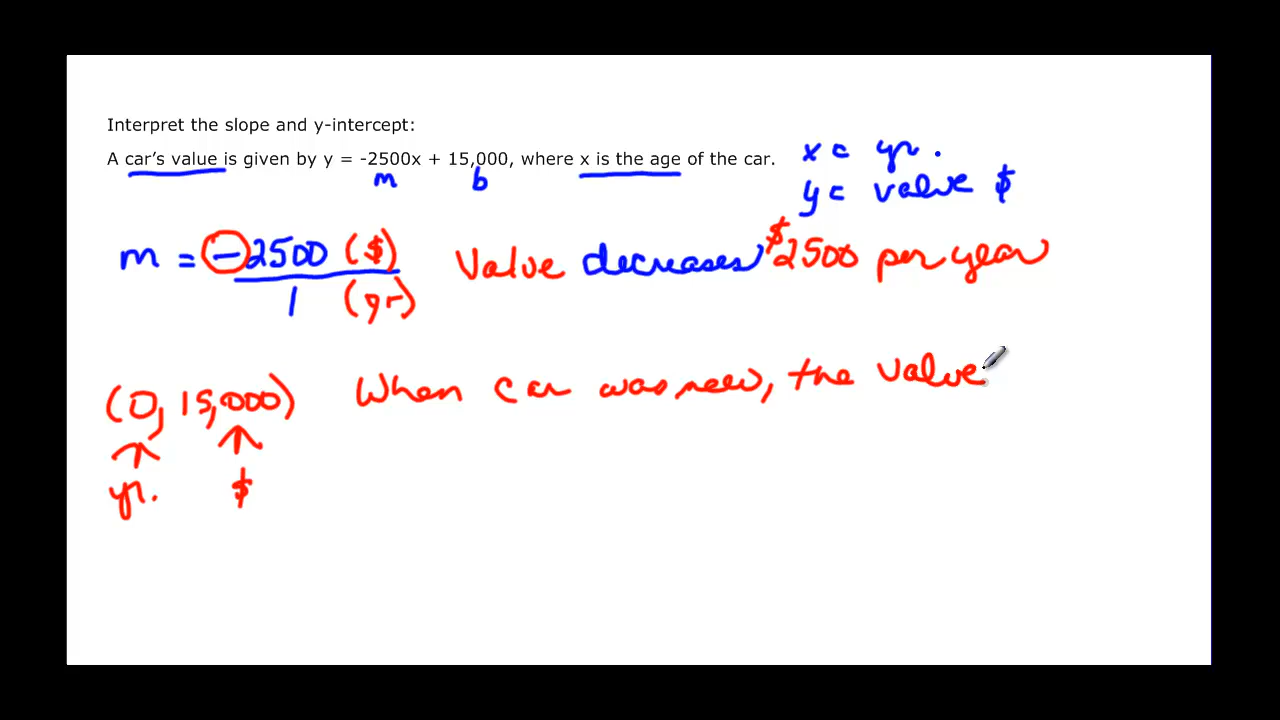 Interpret the slope and y-intercept:
A car's value is given by y = -2500x + 15,000, where x is the age of the car.
m b
x = yr.
y = value $
m = -2500 ($)
1 (yr)
Value decreases $2500 per year
(0, 15,000) When car was new, the value
yr. $